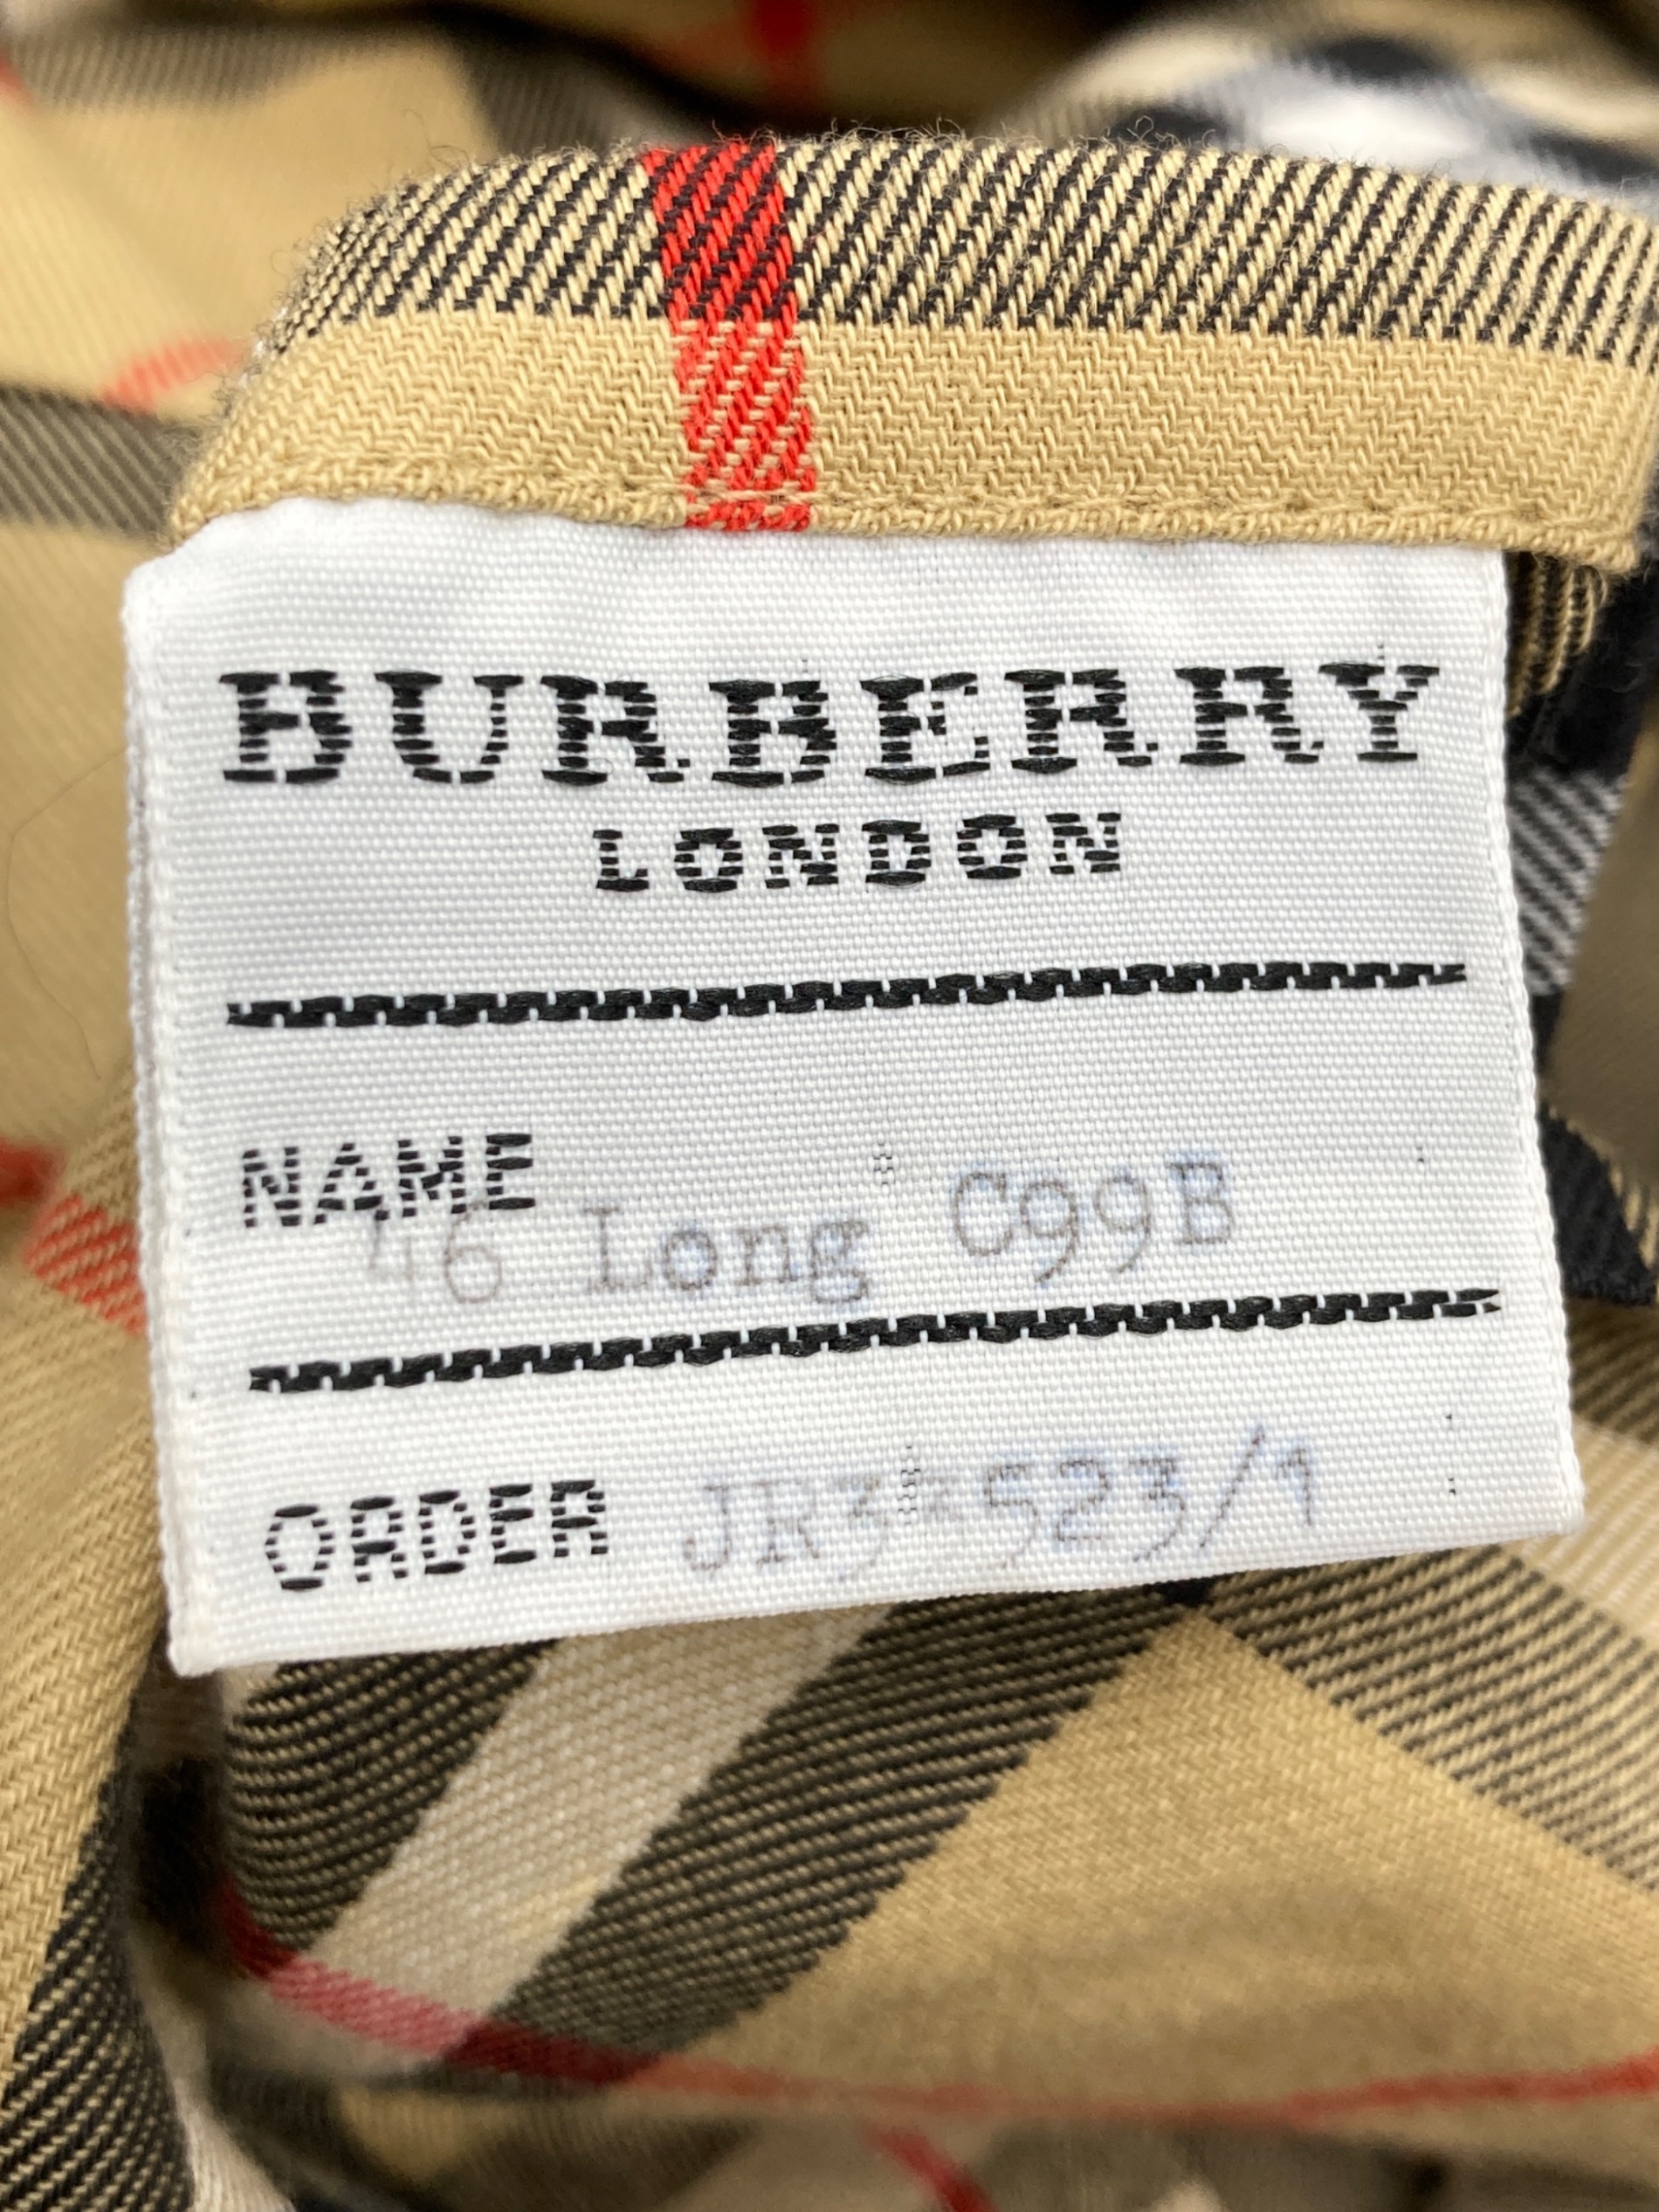 BURBERRY
LONDON
NAME
46 Long C99B
ORDER JR3-523/1